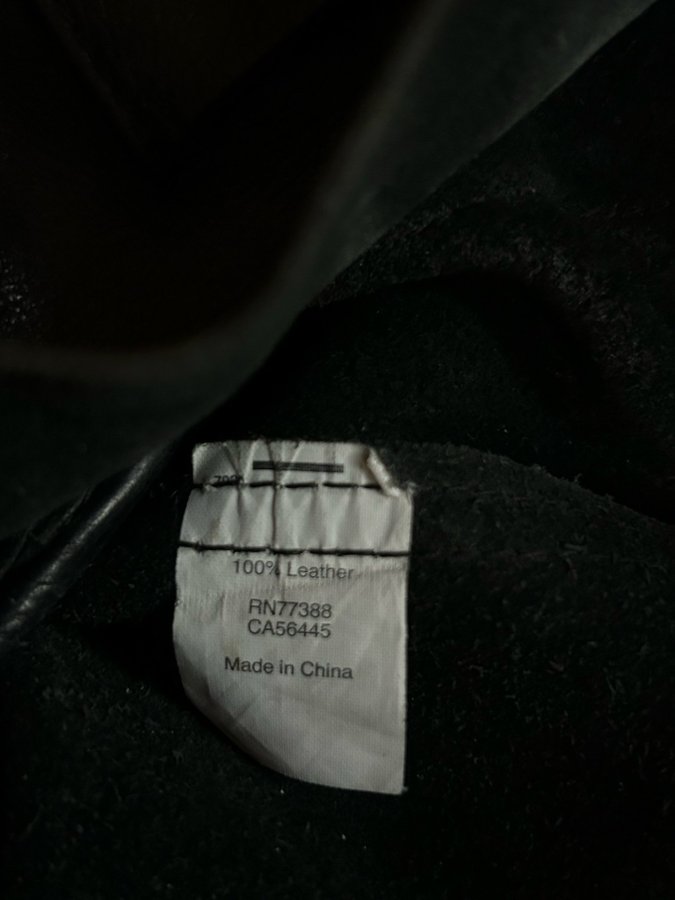 100% Leather
RN77388
CA56445
Made in China